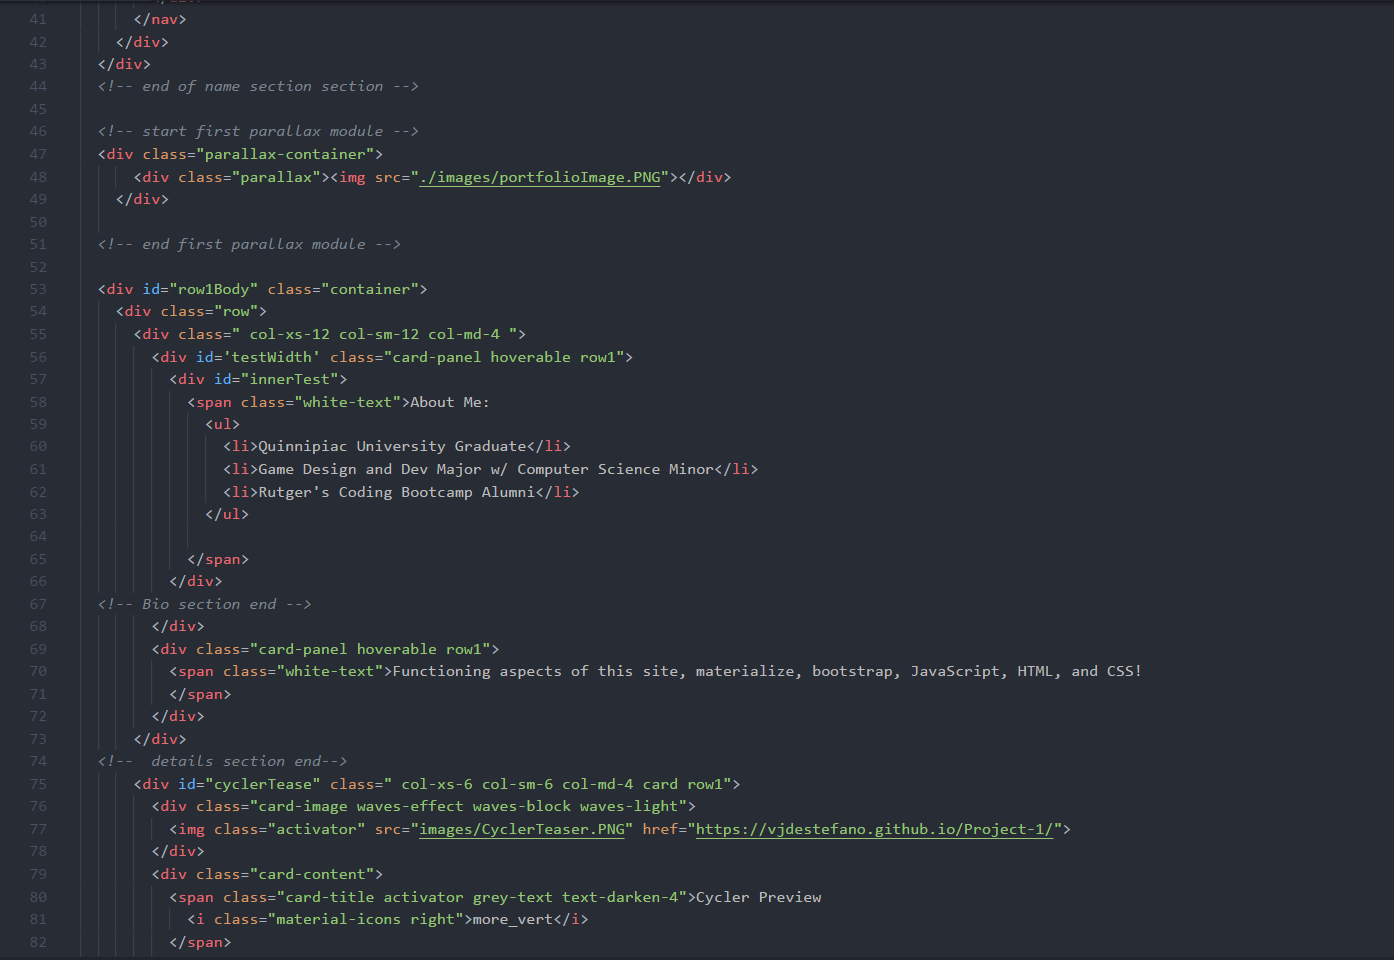 41 </nav>
42 </div>
43 </div>
44 <!-- end of name section section -->
45
46 <!-- start first parallax module -->
47 <div class="parallax-container">
48 <div class="parallax"><img src="./images/portfolioImage.PNG"></div>
49 </div>
50
51 <!-- end first parallax module -->
52
53 <div id="row1Body" class="container">
54 <div class="row">
55 <div class=" col-xs-12 col-sm-12 col-md-4 ">
56 <div id='testWidth' class="card-panel hoverable row1">
57 <div id="innerTest">
58 <span class="white-text">About Me:
59 <ul>
60 <li>Quinnipiac University Graduate</li>
61 <li>Game Design and Dev Major w/ Computer Science Minor</li>
62 <li>Rutger's Coding Bootcamp Alumni</li>
63 </ul>
64
65 </span>
66 </div>
67 <!-- Bio section end -->
68 </div>
69 <div class="card-panel hoverable row1">
70 <span class="white-text">Functioning aspects of this site, materialize, bootstrap, JavaScript, HTML, and CSS!
71 </span>
72 </div>
73 </div>
74 <!--  details section end-->
75 <div id="cyclerTease" class=" col-xs-6 col-sm-6 col-md-4 card row1">
76 <div class="card-image waves-effect waves-block waves-light">
77 <img class="activator" src="images/CyclerTeaser.PNG" href="https://vjdestefano.github.io/Project-1/">
78 </div>
79 <div class="card-content">
80 <span class="card-title activator grey-text text-darken-4">Cycler Preview
81 <i class="material-icons right">more_vert</i>
82 </span>